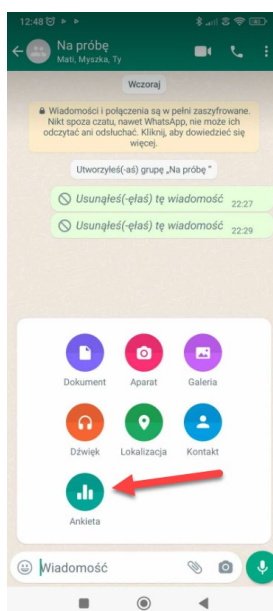 12:48
Na próbę
Mati, Myszka, Ty
Wczoraj
Wiadomości i połączenia są w pełni zaszyfrowane.
Nikt spoza czatu, nawet WhatsApp, nie może ich
odczytać ani odsłuchać. Kliknij, aby dowiedzieć się
więcej.
Utworzyłeś(-aś) grupę „Na próbę "
Usunąłeś(-ęłaś) tę wiadomość 22:27
Usunąłeś(-ęłaś) tę wiadomość 22:29
Dokument Aparat Galeria
Dźwięk Lokalizacja Kontakt
Ankieta
Wiadomość